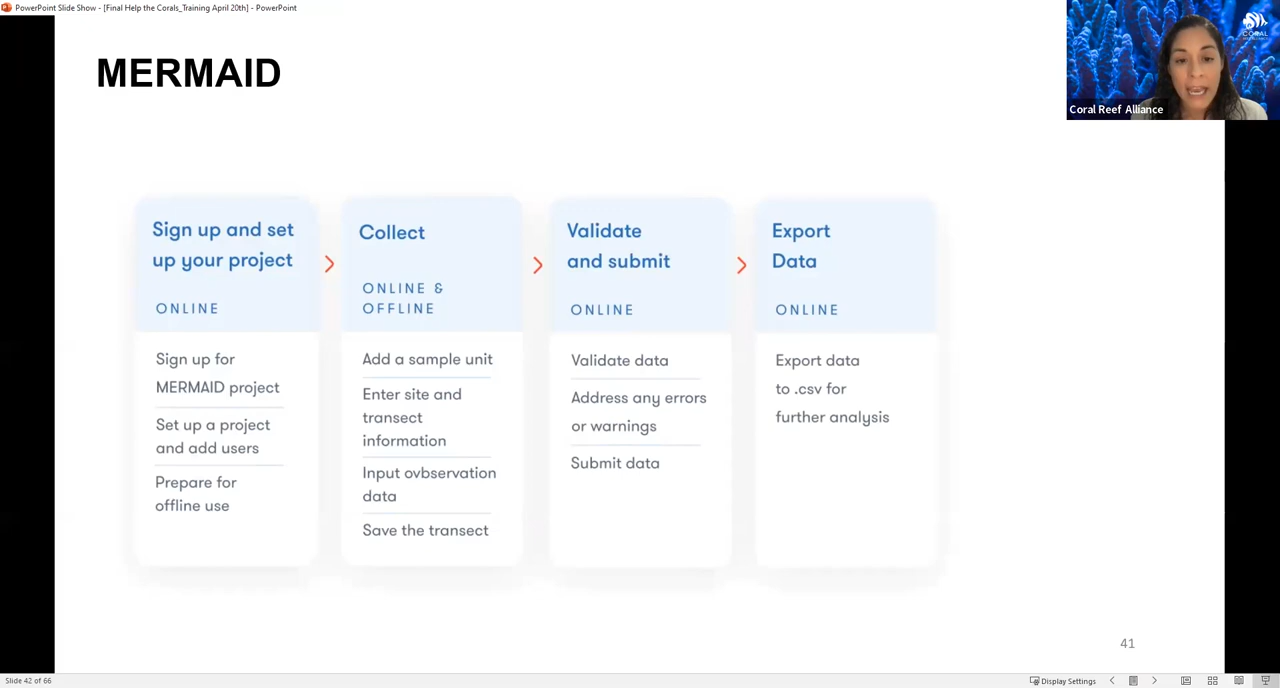 PowerPoint Slide Show - [Final Help the Corals_Training April 20th] - PowerPoint
MERMAID
CORAL
Coral Reef Alliance
Sign up and set
up your project
ONLINE
Sign up for
MERMAID project
Set up a project
and add users
Prepare for
offline use
Collect
ONLINE &
OFFLINE
Add a sample unit
Enter site and
transect
information
Input ovbservation
data
Save the transect
Validate
and submit
ONLINE
Validate data
Address any errors
or warnings
Submit data
Export
Data
ONLINE
Export data
to .csv for
further analysis
41
Slide 42 of 66
Display Settings